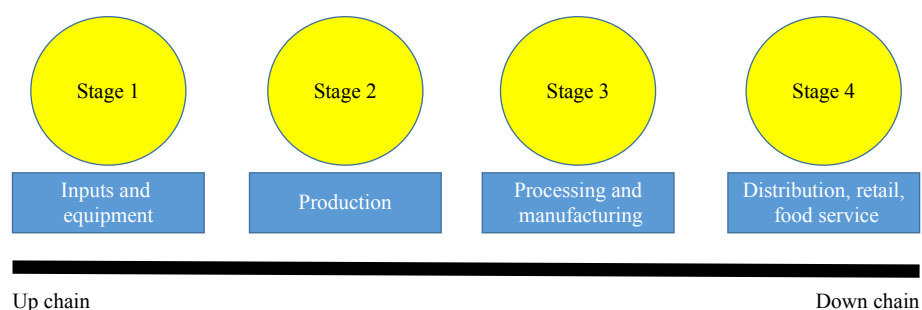 Stage 1
Stage 2
Stage 3
Stage 4
Inputs and
equipment
Production
Processing and
manufacturing
Distribution, retail,
food service
Up chain
Down chain